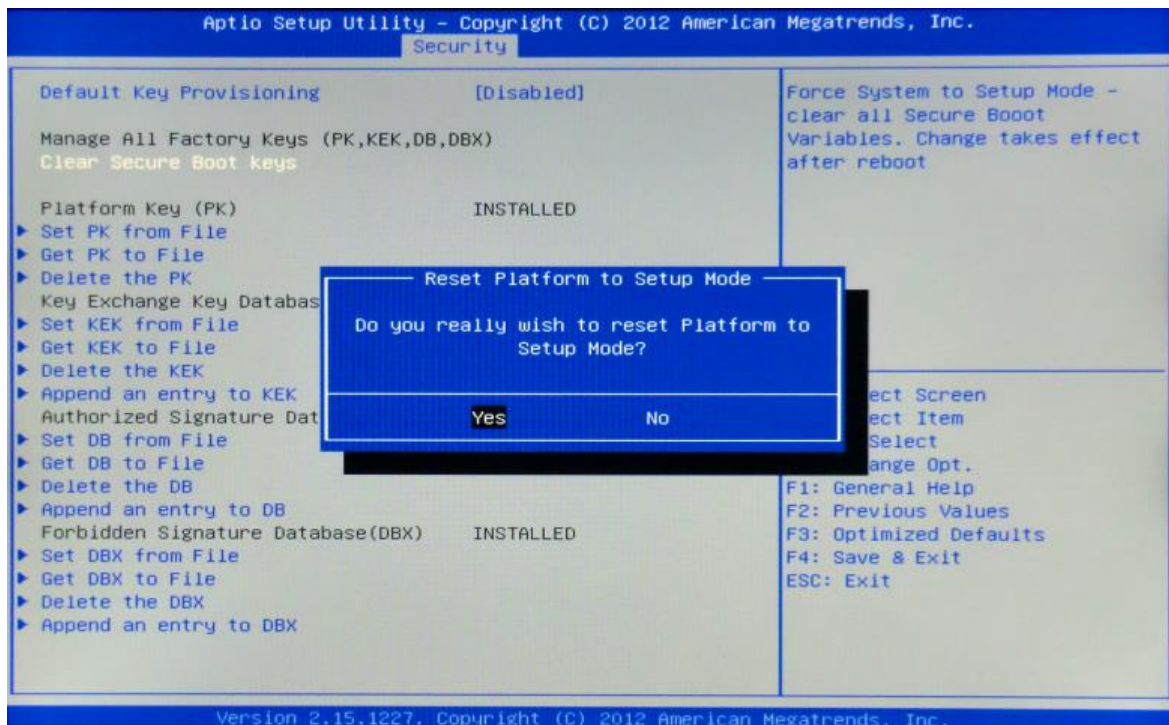 Aptio Setup Utility – Copyright (C) 2012 American Megatrends, Inc.
Security
Default Key Provisioning [Disabled]
Manage All Factory Keys (PK,KEK,DB,DBX)
Clear Secure Boot keys
Platform Key (PK) INSTALLED
Set PK from File
Get PK to File
Delete the PK
Key Exchange Key Databas
Set KEK from File
Get KEK to File
Delete the KEK
Append an entry to KEK
Authorized Signature Dat
Set DB from File
Get DB to File
Delete the DB
Append an entry to DB
Forbidden Signature Database(DBX) INSTALLED
Set DBX from File
Get DBX to File
Delete the DBX
Append an entry to DBX
Reset Platform to Setup Mode
Do you really wish to reset Platform to
Setup Mode?
Yes No
Force System to Setup Mode –
clear all Secure Booot
Variables. Change takes effect
after reboot
ect Screen
ect Item
Select
ange Opt.
F1: General Help
F2: Previous Values
F3: Optimized Defaults
F4: Save & Exit
ESC: Exit
Version 2.15.1227. Copyright (C) 2012 American Megatrends, Inc.